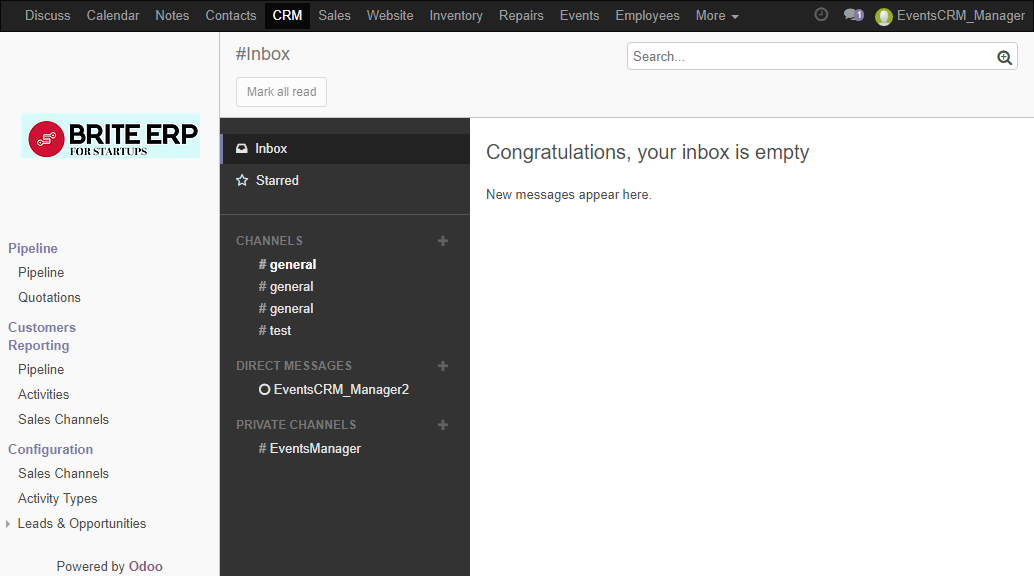 Discuss Calendar Notes Contacts CRM Sales Website Inventory Repairs Events Employees More 1 EventsCRM_Manager
#Inbox
Search...
Mark all read
BRITE ERP
FOR STARTUPS
Pipeline
Pipeline
Quotations
Customers
Reporting
Pipeline
Activities
Sales Channels
Configuration
Sales Channels
Activity Types
Leads & Opportunities
Powered by Odoo
Inbox
Starred
CHANNELS +
# general
# general
# general
# test
DIRECT MESSAGES +
EventsCRM_Manager2
PRIVATE CHANNELS +
# EventsManager
Congratulations, your inbox is empty
New messages appear here.